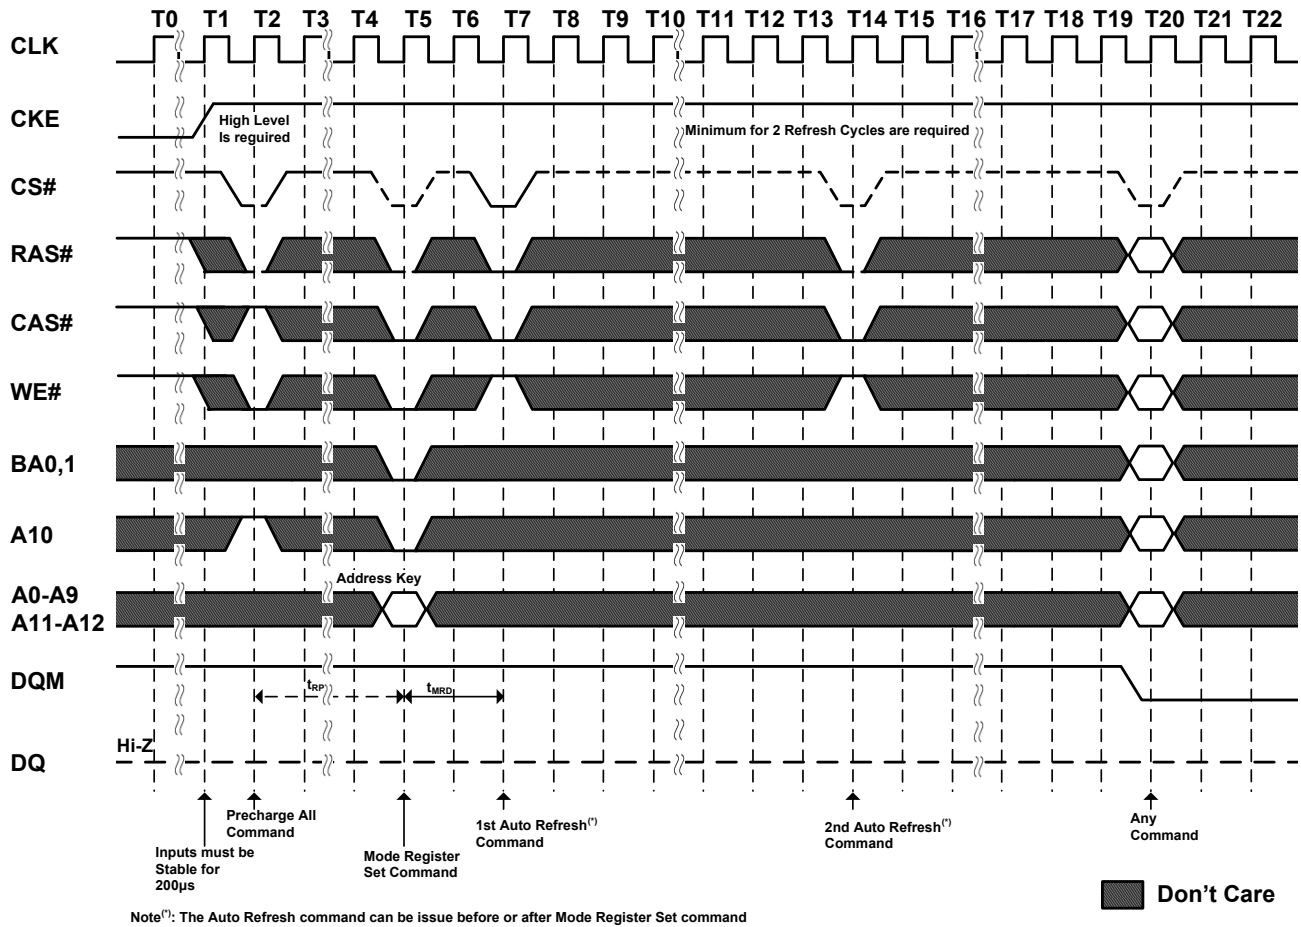 T0 T1 T2 T3 T4 T5 T6 T7 T8 T9 T10 T11 T12 T13 T14 T15 T16 T17 T18 T19 T20 T21 T22
CLK
CKE
High Level
Is reguired
Minimum for 2 Refresh Cycles are required
CS#
RAS#
CAS#
WE#
BA0,1
A10
Address Key
A0-A9
A11-A12
DQM
tRP
tMRD
Hi-Z
DQ
Inputs must be
Stable for
200µs
Precharge All
Command
Mode Register
Set Command
1st Auto Refresh(*)
Command
2nd Auto Refresh(*)
Command
Any
Command
Don't Care
Note(*): The Auto Refresh command can be issue before or after Mode Register Set command